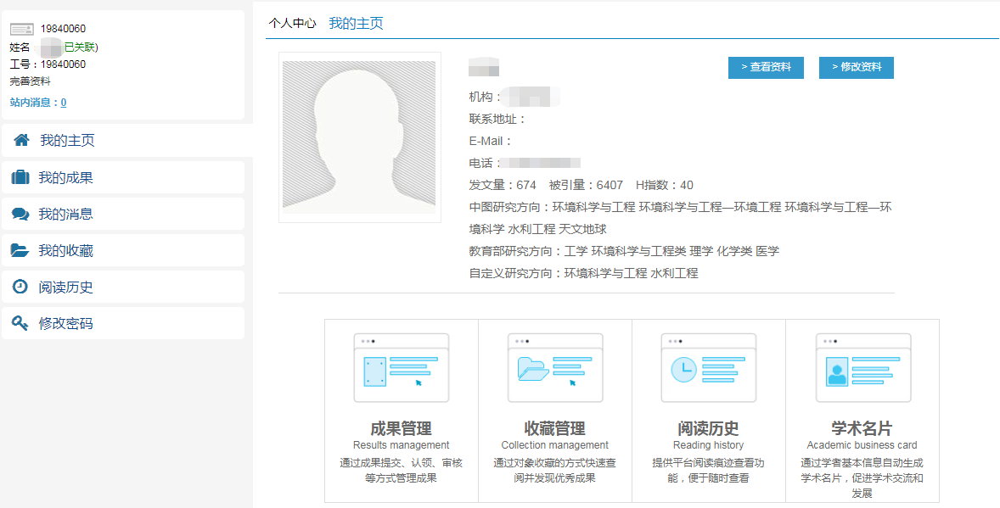 19840060
姓名 已关联)
工号：19840060
完善资料
站内消息：0
我的主页
我的成果
我的消息
我的收藏
阅读历史
修改密码
个人中心 我的主页
> 查看资料 > 修改资料
机构：
联系地址：
E-Mail：
电话：
发文量：674 被引量：6407 H指数：40
中图研究方向：环境科学与工程 环境科学与工程—环境工程 环境科学与工程—环
境科学 水利工程 天文地球
教育部研究方向：工学 环境科学与工程类 理学 化学类 医学
自定义研究方向：环境科学与工程 水利工程
成果管理
Results management
通过成果提交、认领、审核
等方式管理成果
收藏管理
Collection management
通过对象收藏的方式快速查
阅并发现优秀成果
阅读历史
Reading history
提供平台阅读痕迹查看功
能，便于随时查看
学术名片
Academic business card
通过学者基本信息自动生成
学术名片，促进学术交流和
发展